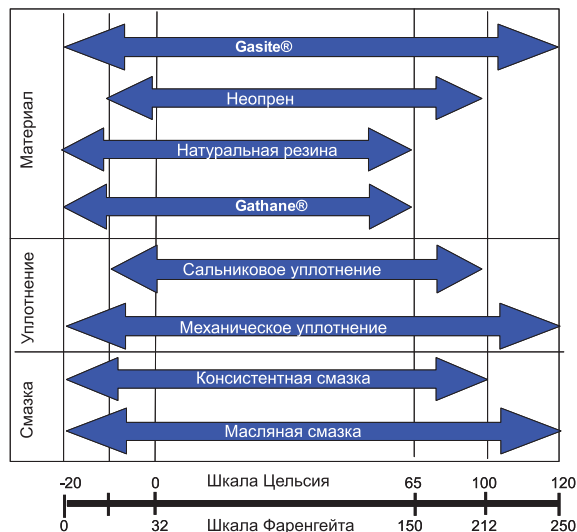 Материал
Gasite®
Неопрен
Натуральная резина
Gathane®
Уплотнение
Сальниковое уплотнение
Механическое уплотнение
Смазка
Консистентная смазка
Масляная смазка
-20 0 Шкала Цельсия 65 100 120
0 32 Шкала Фаренгейта 150 212 250